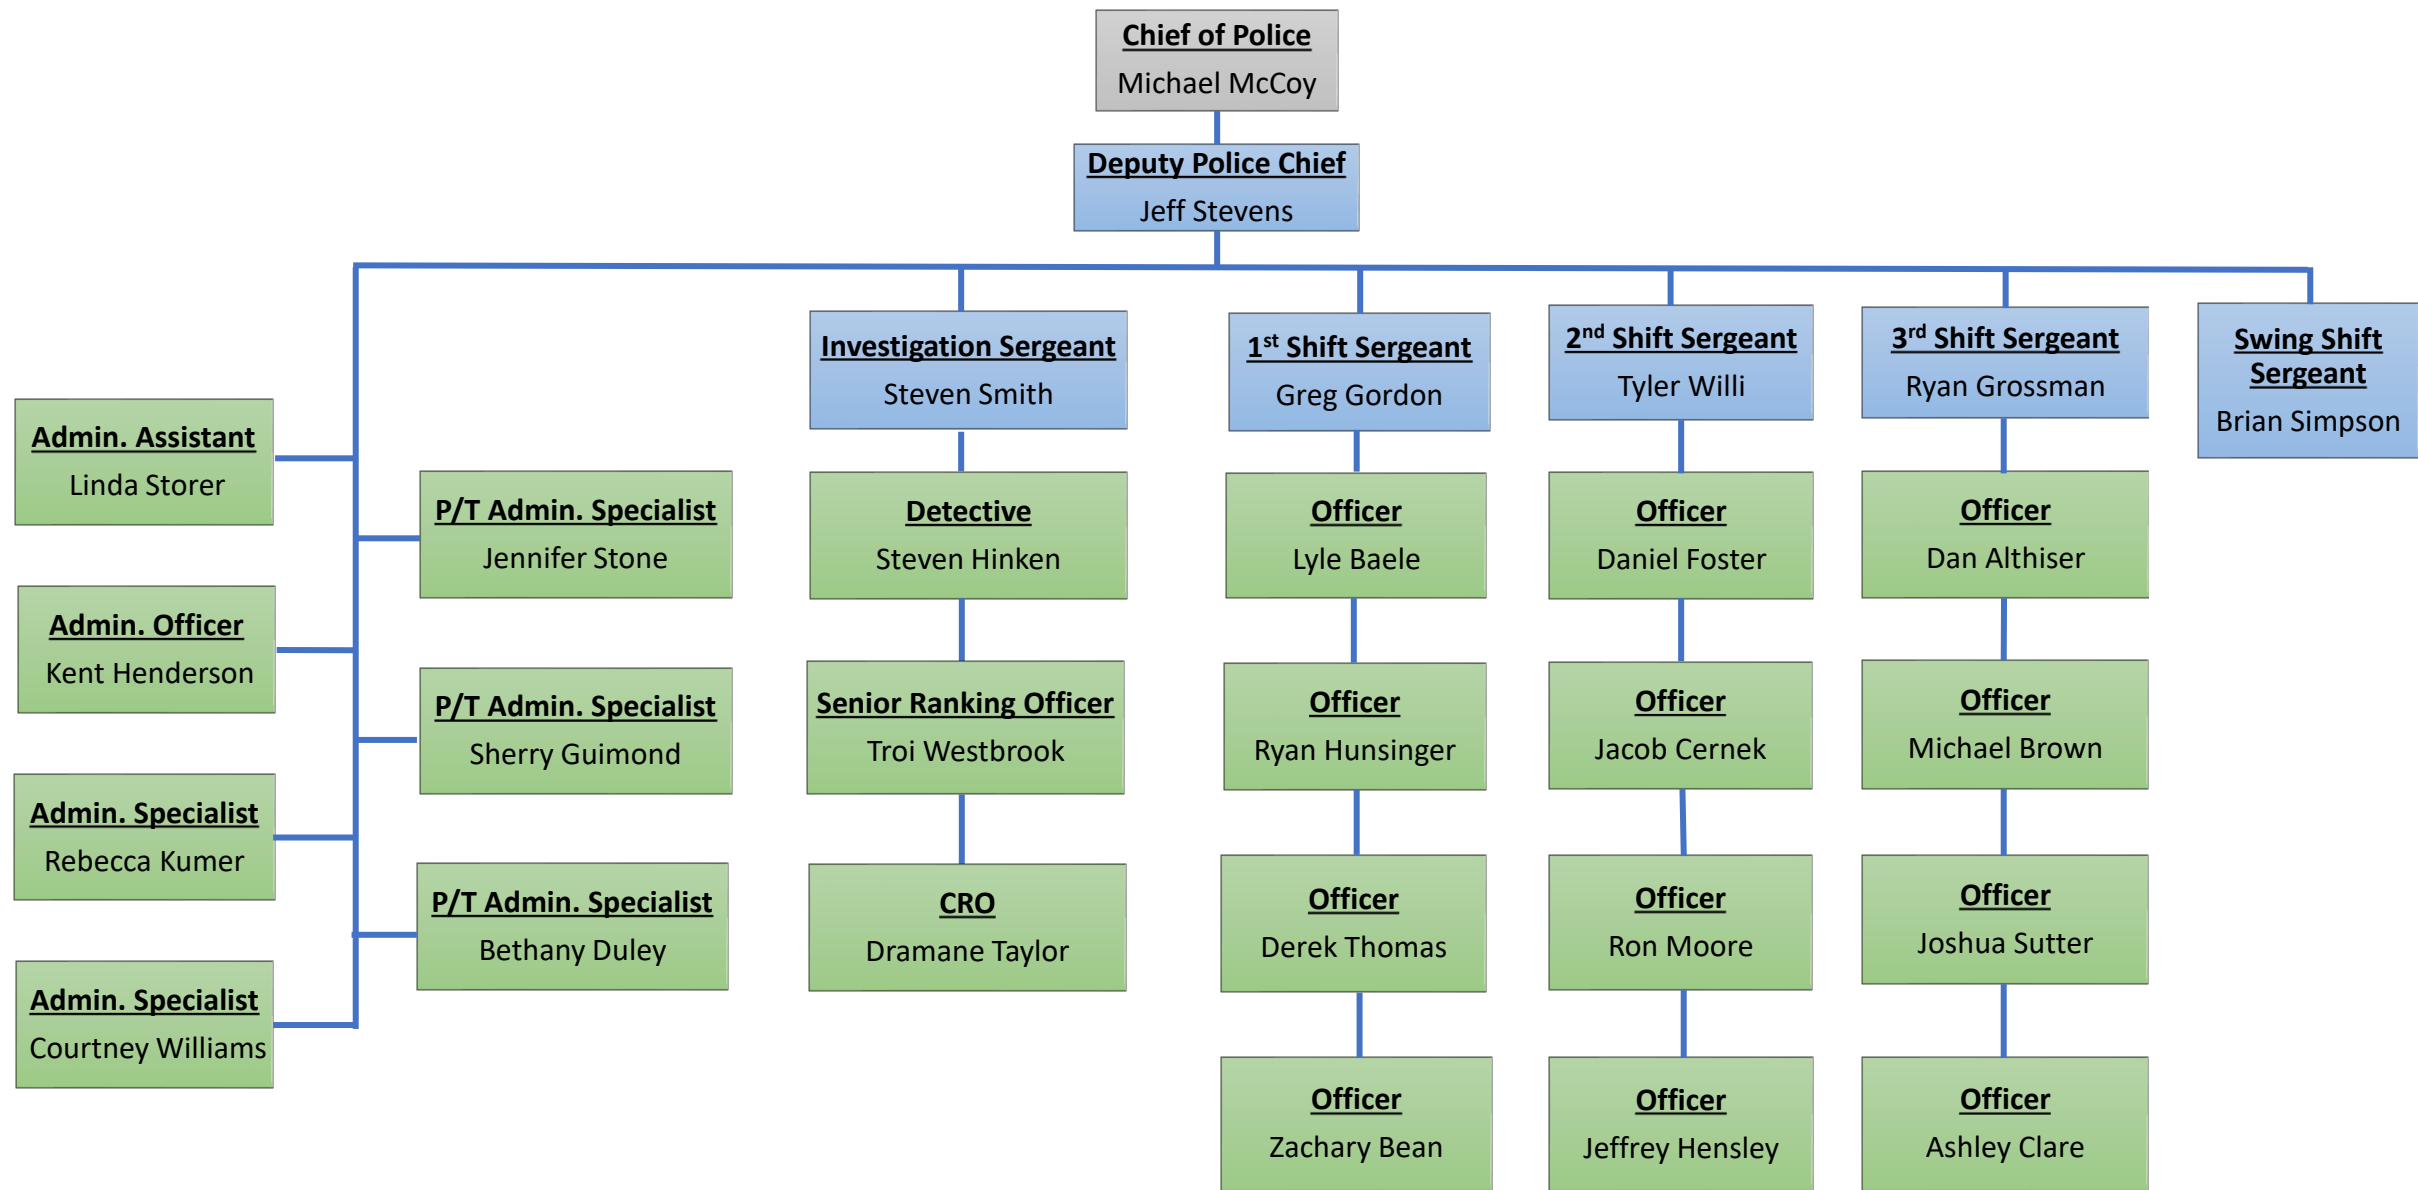 Chief of Police
Michael McCoy
Deputy Police Chief
Jeff Stevens
Admin. Assistant
Linda Storer
Admin. Officer
Kent Henderson
Admin. Specialist
Rebecca Kumer
Admin. Specialist
Courtney Williams
P/T Admin. Specialist
Jennifer Stone
P/T Admin. Specialist
Sherry Guimond
P/T Admin. Specialist
Bethany Duley
Investigation Sergeant
Steven Smith
Detective
Steven Hinken
Senior Ranking Officer
Troi Westbrook
CRO
Dramane Taylor
1st Shift Sergeant
Greg Gordon
Officer
Lyle Baele
Officer
Ryan Hunsinger
Officer
Derek Thomas
Officer
Zachary Bean
2nd Shift Sergeant
Tyler Willi
Officer
Daniel Foster
Officer
Jacob Cernek
Officer
Ron Moore
Officer
Jeffrey Hensley
3rd Shift Sergeant
Ryan Grossman
Officer
Dan Althiser
Officer
Michael Brown
Officer
Joshua Sutter
Officer
Ashley Clare
Swing Shift
Sergeant
Brian Simpson